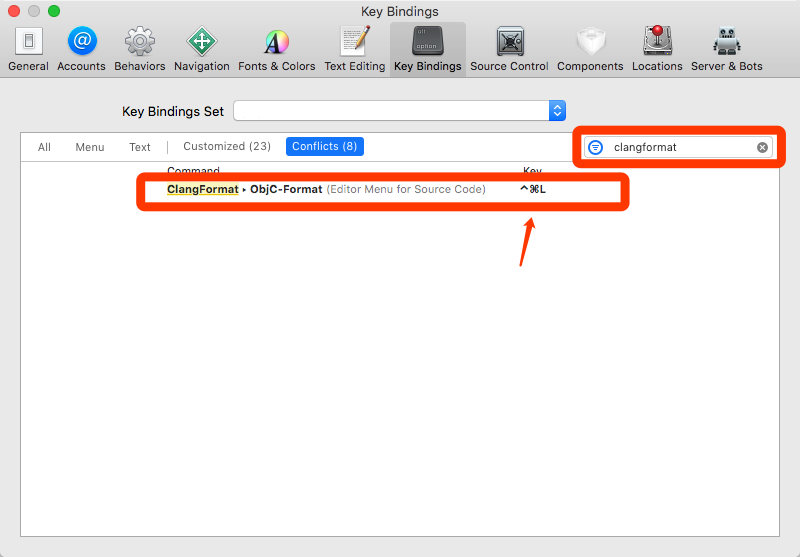 Key Bindings
General Accounts Behaviors Navigation Fonts & Colors Text Editing Key Bindings Source Control Components Locations Server & Bots
Key Bindings Set
All Menu Text Customized (23) Conflicts (8) clangformat
Command Key
ClangFormat ▸ ObjC-Format (Editor Menu for Source Code) ^⌘L